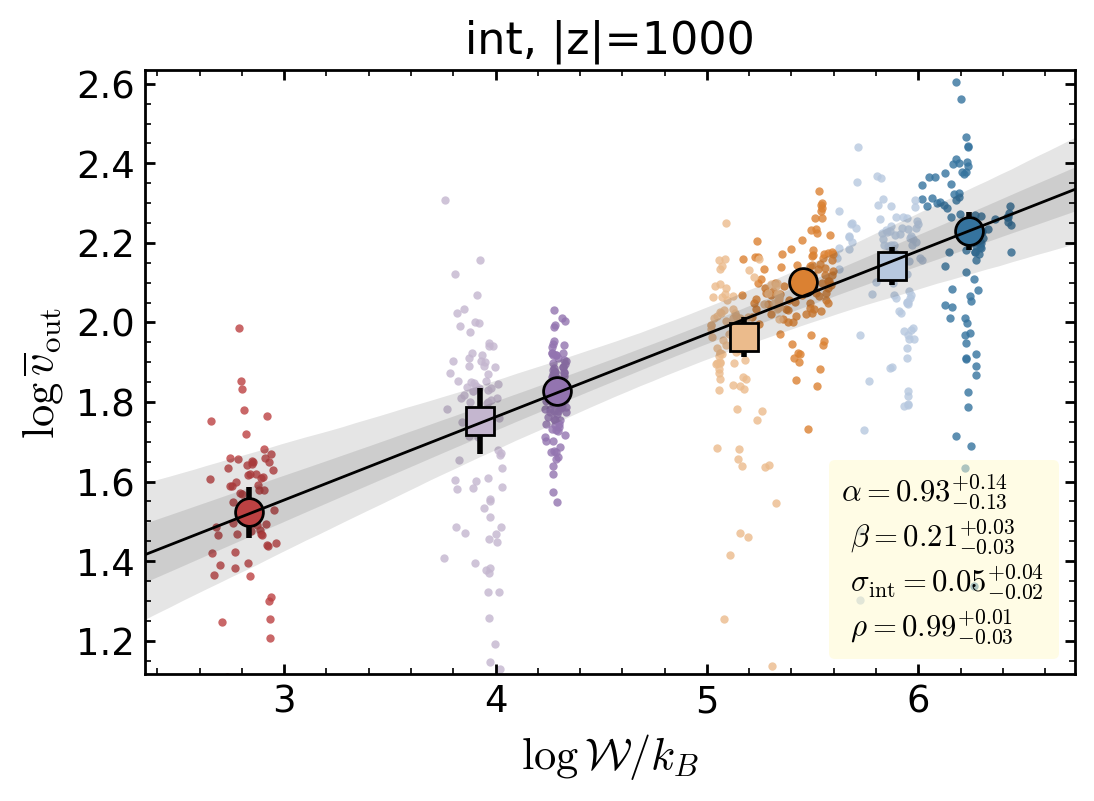 int, |z|=1000
2.6
2.4
2.2
2.0
1.8
1.6
1.4
1.2
log v̅_out
α = 0.93^{+0.14}_{-0.13}
β = 0.21^{+0.03}_{-0.03}
σ_int = 0.05^{+0.04}_{-0.02}
ρ = 0.99^{+0.01}_{-0.03}
3 4 5 6
log 𝒲/k_B